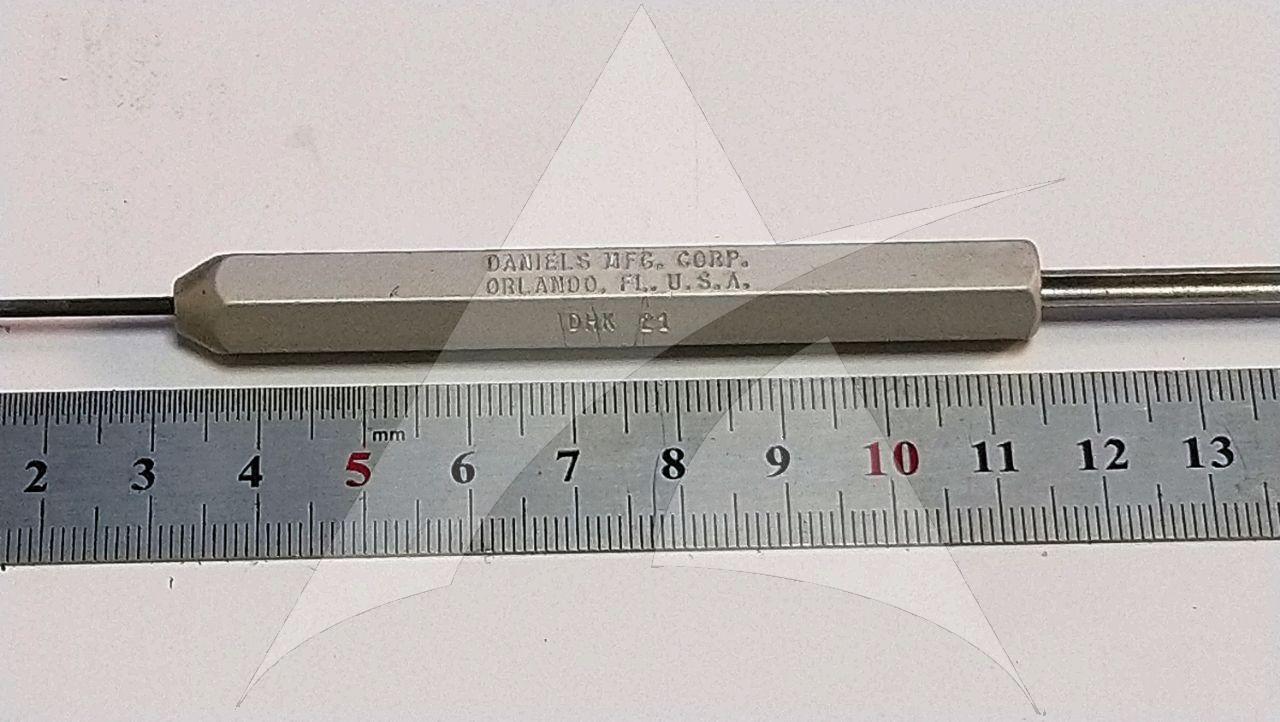 DANIELS MFG. CORP.
ORLANDO, FL. U.S.A.
DHK 21
mm
2 3 4 5 6 7 8 9 10 11 12 13